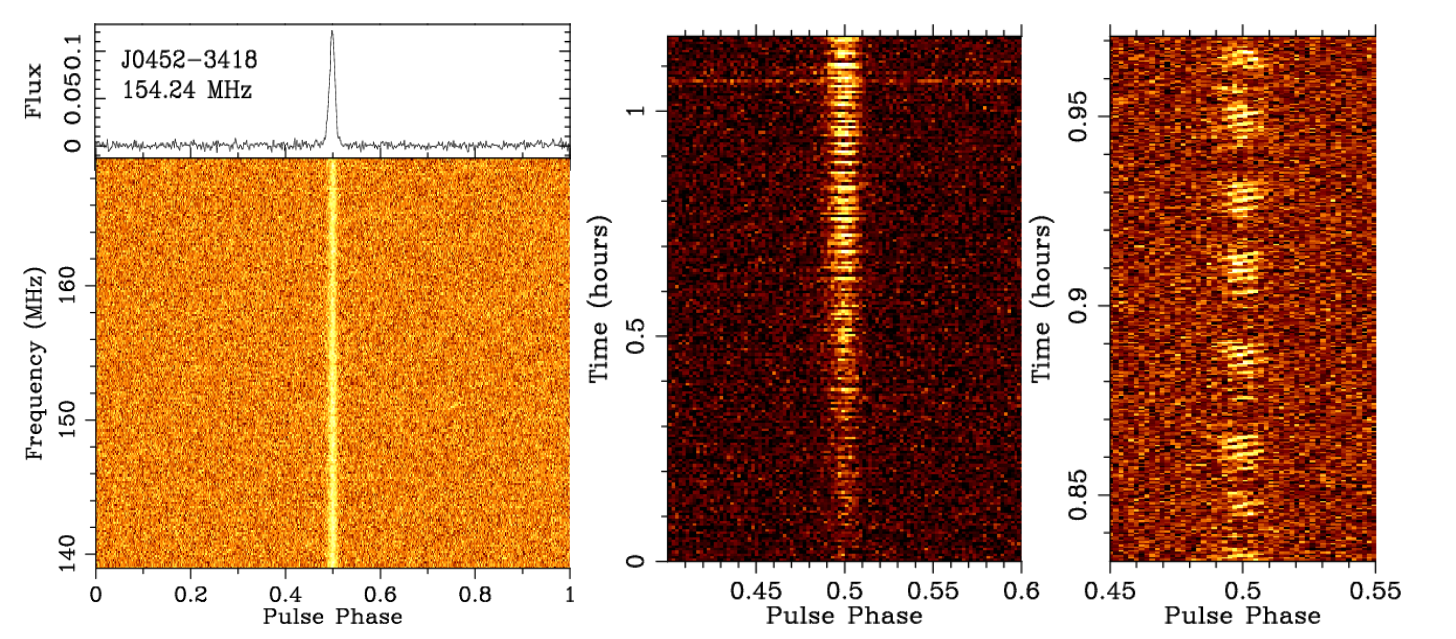 Flux
0 0.05 0.1
J0452−3418
154.24 MHz
Frequency (MHz)
140 150 160
0 0.2 0.4 0.6 0.8 1
Pulse Phase
Time (hours)
0 0.5 1
0.45 0.5 0.55 0.6
Pulse Phase
Time (hours)
0.85 0.9 0.95
0.45 0.5 0.55
Pulse Phase